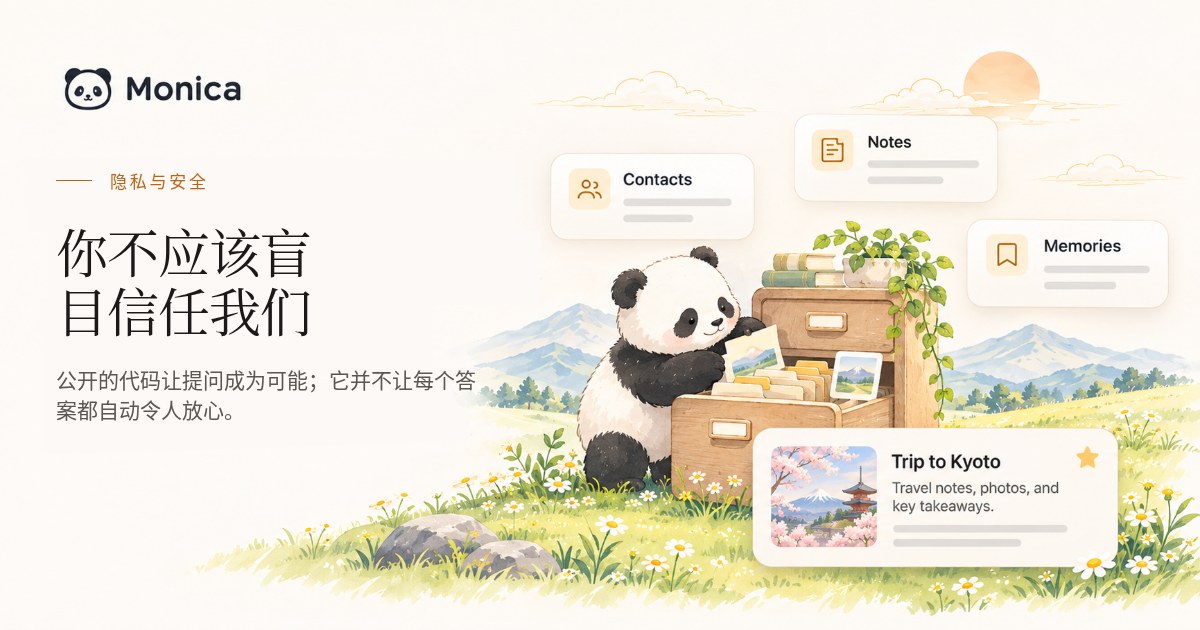 Monica
隐私与安全
你不应该盲
目信任我们
公开的代码让提问成为可能；它并不让每个答
案都自动令人放心。
Contacts
Notes
Memories
Trip to Kyoto
Travel notes, photos, and
key takeaways.